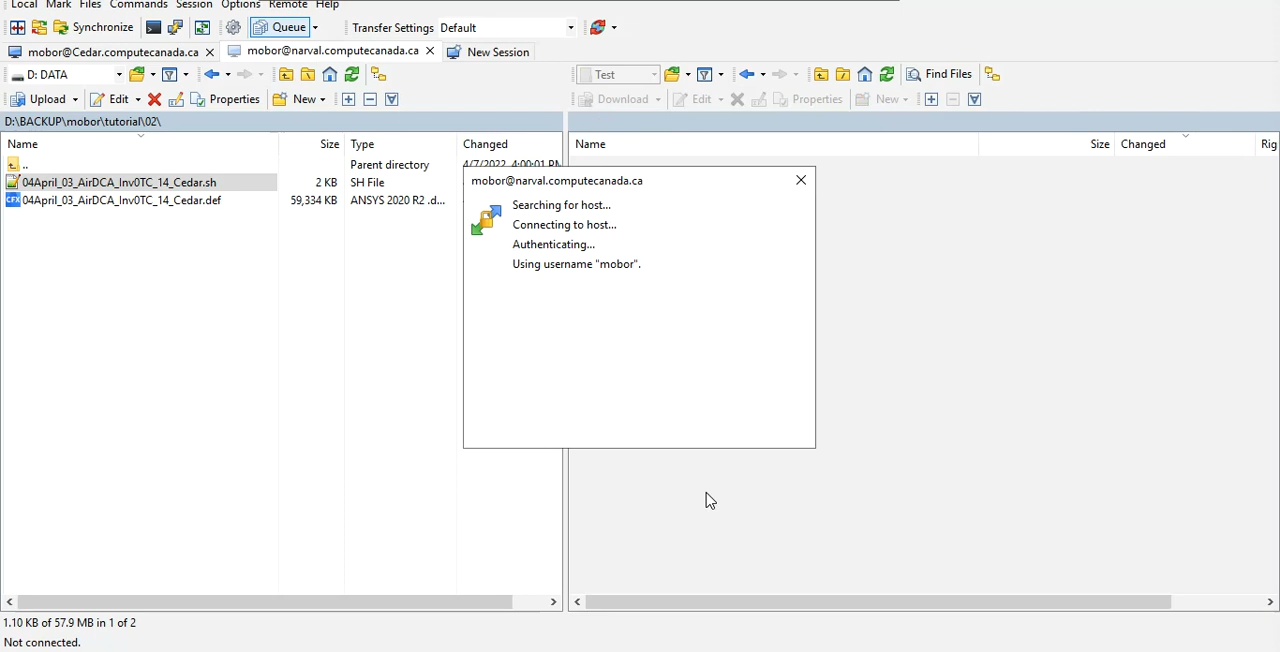 Local Mark Files Commands Session Options Remote Help
Synchronize Queue Transfer Settings Default
mobor@Cedar.computecanada.ca mobor@narval.computecanada.ca New Session
D: DATA Test Find Files
Upload Edit Properties New Download Edit Properties New
D:\BACKUP\mobor\tutorial\02\
Name Size Type Changed Name Size Changed Rig
.. Parent directory 4/7/2022 4:00:01 PM
04April_03_AirDCA_Inv0TC_14_Cedar.sh 2 KB SH File
04April_03_AirDCA_Inv0TC_14_Cedar.def 59,334 KB ANSYS 2020 R2 .d...
CFX
mobor@narval.computecanada.ca
Searching for host...
Connecting to host...
Authenticating...
Using username "mobor".
1.10 KB of 57.9 MB in 1 of 2
Not connected.